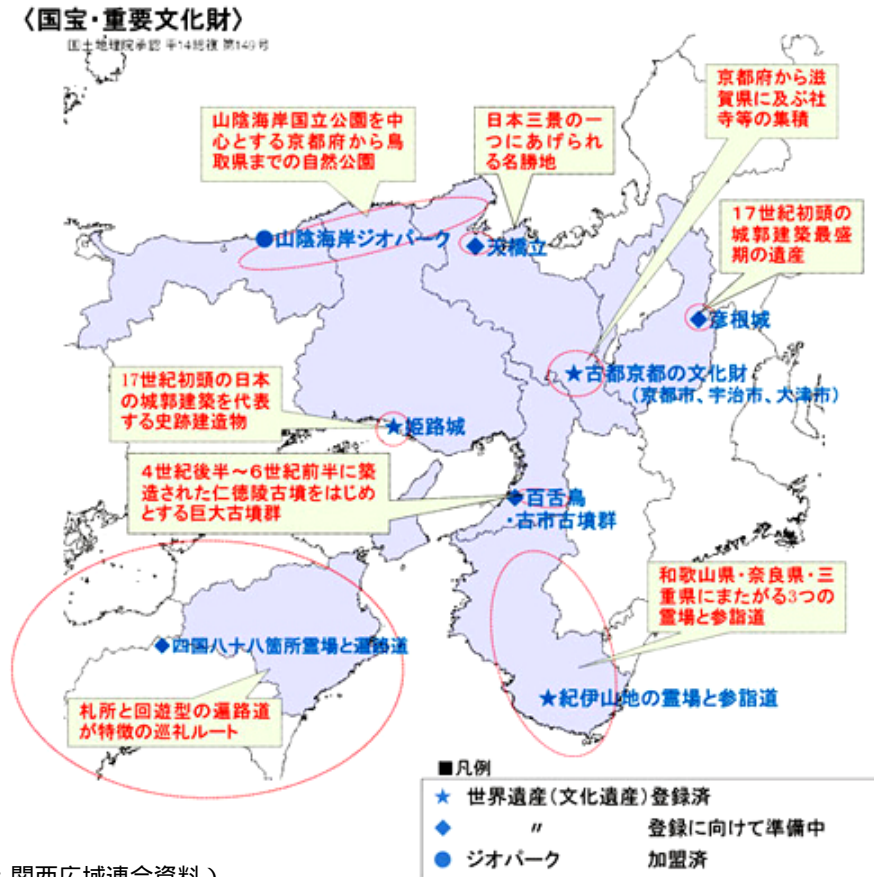 〈国宝・重要文化財〉
国土地理院承認 平14総複 第149号
京都府から滋
賀県に及ぶ社
寺等の集積
山陰海岸国立公園を中
心とする京都府から鳥
取県までの自然公園
日本三景の一
つにあげられ
る名勝地
17世紀初頭の
城郭建築最盛
期の遺産
●山陰海岸ジオパーク
◆天橋立
◆彦根城
★古都京都の文化財
(京都市、宇治市、大津市)
17世紀初頭の日本
の城郭建築を代表
する史跡建造物
★姫路城
4世紀後半～6世紀前半に築
造された仁徳陵古墳をはじめ
とする巨大古墳群
◆百舌鳥
・古市古墳群
和歌山県・奈良県・三
重県にまたがる3つの
霊場と参詣道
◆四国八十八箇所霊場と遍路道
★紀伊山地の霊場と参詣道
札所と回遊型の遍路道
が特徴の巡礼ルート
■凡例
★ 世界遺産(文化遺産)登録済
◆ 〃 登録に向けて準備中
● ジオパーク 加盟済
関西広域連合資料)